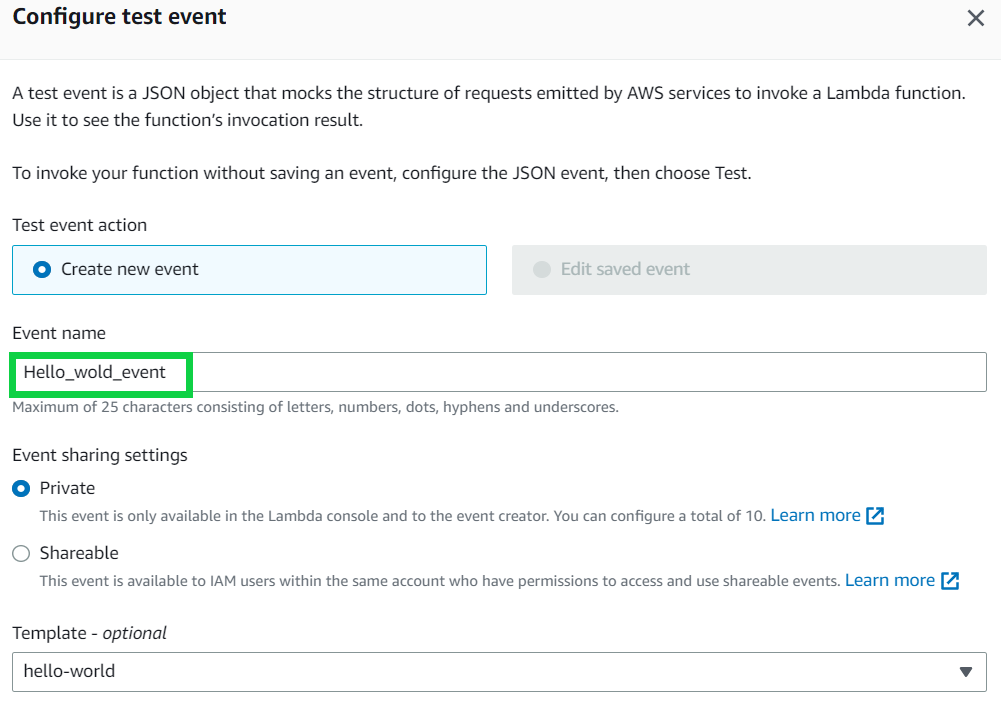 Configure test event
A test event is a JSON object that mocks the structure of requests emitted by AWS services to invoke a Lambda function.
Use it to see the function’s invocation result.
To invoke your function without saving an event, configure the JSON event, then choose Test.
Test event action
Create new event
Edit saved event
Event name
Hello_wold_event
Maximum of 25 characters consisting of letters, numbers, dots, hyphens and underscores.
Event sharing settings
Private
This event is only available in the Lambda console and to the event creator. You can configure a total of 10. Learn more
Shareable
This event is available to IAM users within the same account who have permissions to access and use shareable events. Learn more
Template - optional
hello-world